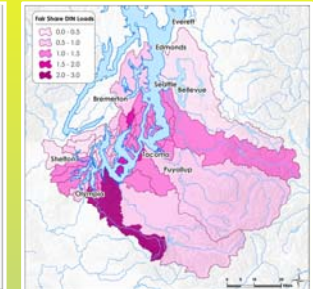 Fair Share DIN Loads
0.0 - 0.5
0.5 - 1.0
1.0 - 1.5
1.5 - 2.0
2.0 - 3.0
Everett
Edmonds
Seattle
Bellevue
Bremerton
Shelton
Tacoma
Puyallup
Olympia